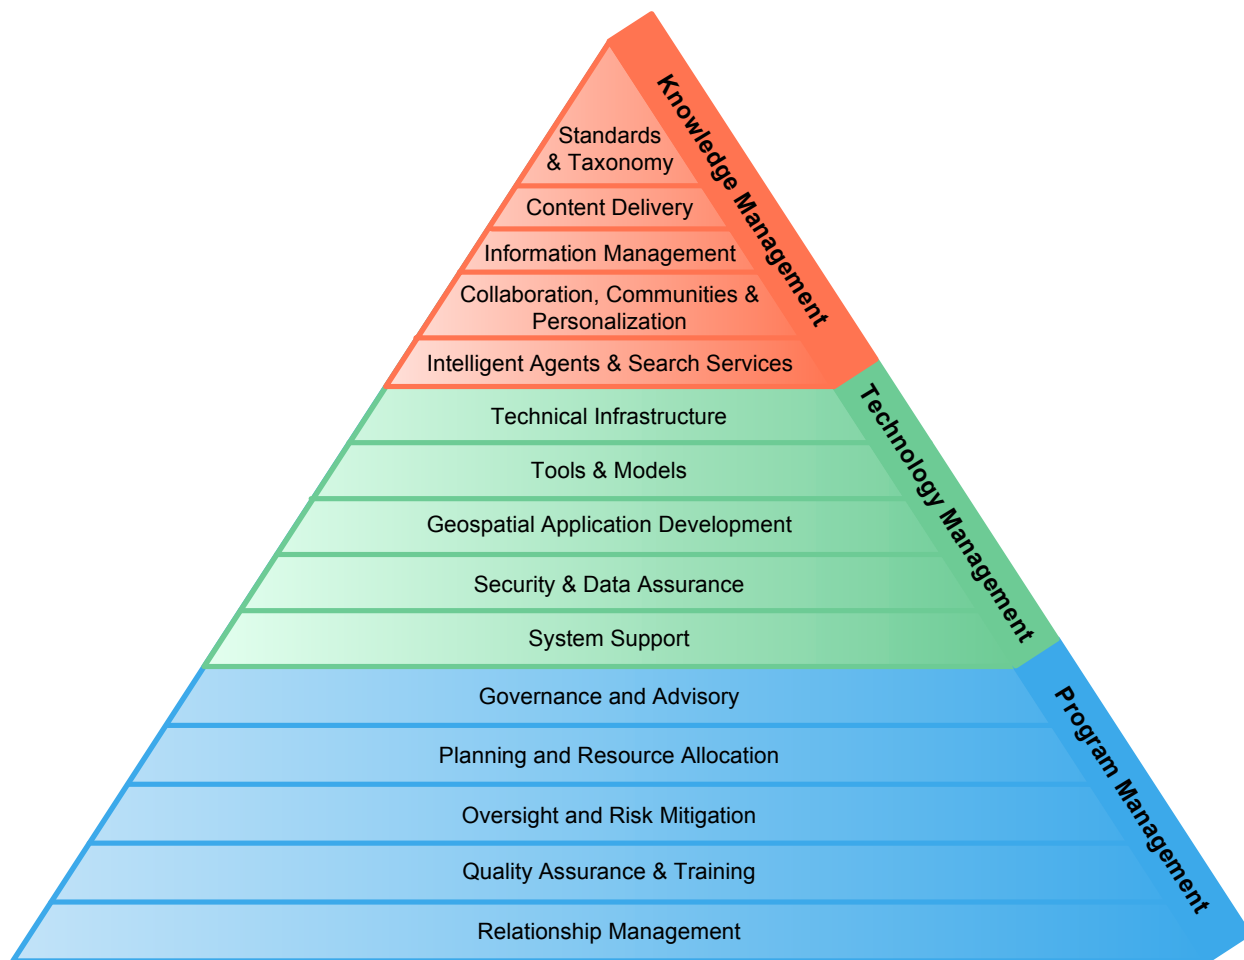 Standards
& Taxonomy
Content Delivery
Information Management
Collaboration, Communities &
Personalization
Intelligent Agents & Search Services
Knowledge Management
Technical Infrastructure
Tools & Models
Geospatial Application Development
Security & Data Assurance
System Support
Technology Management
Governance and Advisory
Planning and Resource Allocation
Oversight and Risk Mitigation
Quality Assurance & Training
Relationship Management
Program Management